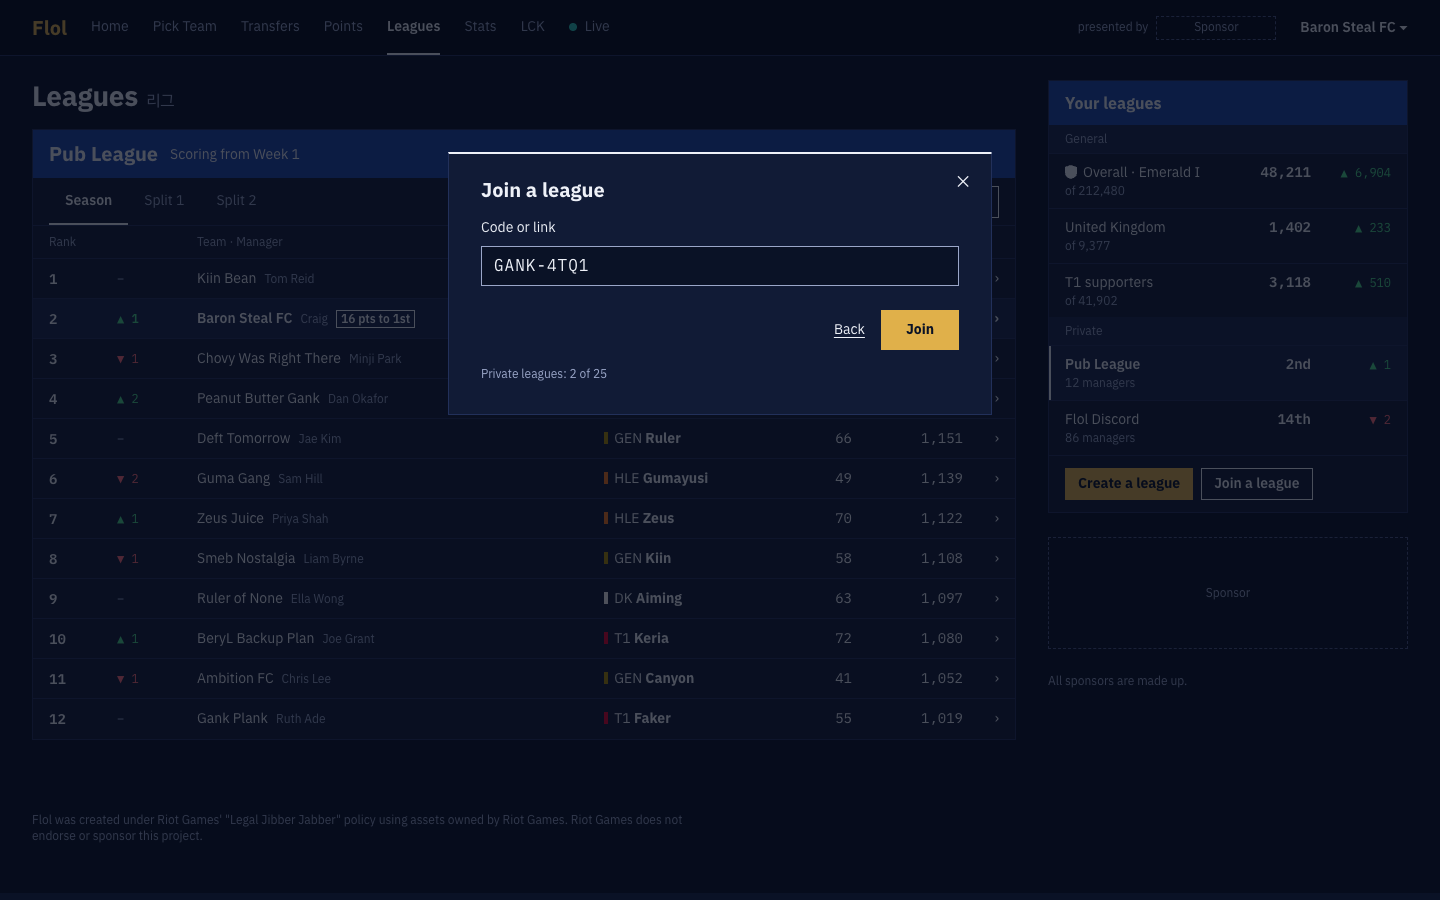 Flol Home Pick Team Transfers Points Leagues Stats LCK Live presented by Sponsor Baron Steal FC
Leagues 리그
Pub League Scoring from Week 1
Season Split 1 Split 2
Rank Team · Manager
1 – Kiin Bean Tom Reid ›
2 ▲ 1 Baron Steal FC Craig 16 pts to 1st ›
3 ▼ 1 Chovy Was Right There Minji Park ›
4 ▲ 2 Peanut Butter Gank Dan Okafor ›
5 – Deft Tomorrow Jae Kim GEN Ruler 66 1,151 ›
6 ▼ 2 Guma Gang Sam Hill HLE Gumayusi 49 1,139 ›
7 ▲ 1 Zeus Juice Priya Shah HLE Zeus 70 1,122 ›
8 ▼ 1 Smeb Nostalgia Liam Byrne GEN Kiin 58 1,108 ›
9 – Ruler of None Ella Wong DK Aiming 63 1,097 ›
10 ▲ 1 BeryL Backup Plan Joe Grant T1 Keria 72 1,080 ›
11 ▼ 1 Ambition FC Chris Lee GEN Canyon 41 1,052 ›
12 – Gank Plank Ruth Ade T1 Faker 55 1,019 ›
Join a league
Code or link
GANK-4TQ1
Back Join
Private leagues: 2 of 25
Your leagues
General
Overall · Emerald I 48,211 ▲ 6,904
of 212,480
United Kingdom 1,402 ▲ 233
of 9,377
T1 supporters 3,118 ▲ 510
of 41,902
Private
Pub League 2nd ▲ 1
12 managers
Flol Discord 14th ▼ 2
86 managers
Create a league Join a league
Sponsor
All sponsors are made up.
Flol was created under Riot Games' "Legal Jibber Jabber" policy using assets owned by Riot Games. Riot Games does not
endorse or sponsor this project.